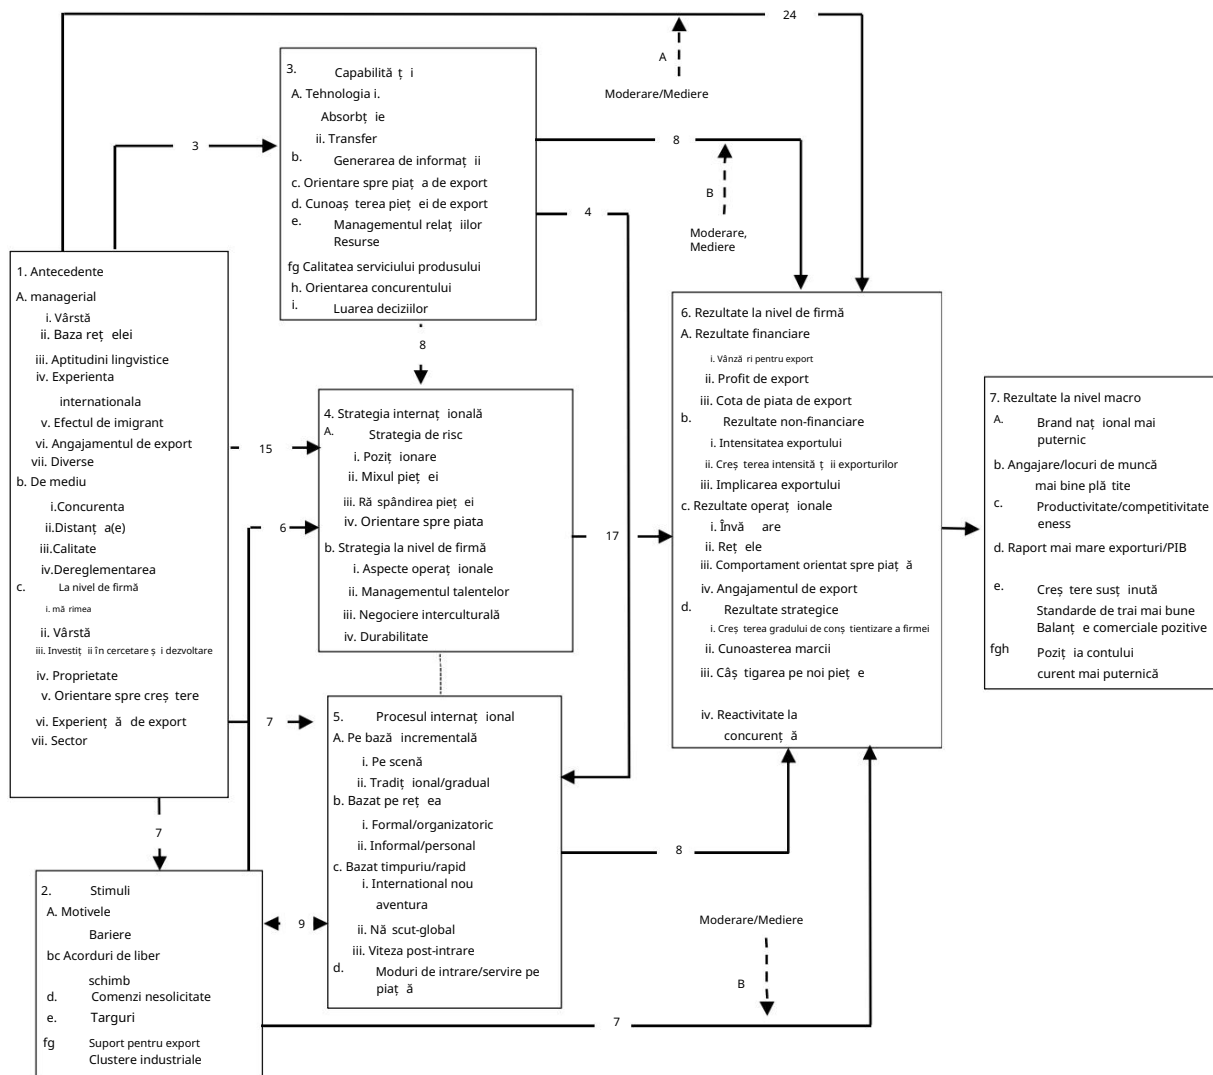 24
A
Moderare/Mediere
3.
Capabilită ț i
A. Tehnologia i.
Absorbț ie
ii. Transfer
b.
Generarea de informaț ii
c. Orientare spre piaț a de export
d. Cunoaș terea pieț ei de export
e.
Managementul relaț iilor
Resurse
fg Calitatea serviciului produsului
h. Orientarea concurentului
i.
Luarea deciziilor
3
8
B
Moderare,
Mediere
4
8
1. Antecedente
A. managerial
i. Vârstă
ii. Baza reț elei
iii. Aptitudini lingvistice
iv. Experienta
internationala
v. Efectul de imigrant
vi. Angajamentul de export
vii. Diverse
b. De mediu
i.Concurenta
ii.Distanț a(e)
iii.Calitate
iv.Dereglementarea
c.
La nivel de firmă
i. mă rimea
ii. Vârstă
iii. Investiț ii în cercetare ș i dezvoltare
iv. Proprietate
v. Orientare spre creș tere
vi. Experienț ă de export
vii. Sector
15
6
7
7
4. Strategia internaț ională
A.
Strategia de risc
i. Poziț ionare
ii. Mixul pieț ei
iii. Ră spândirea pieț ei
iv. Orientare spre piata
b. Strategia la nivel de firmă
i. Aspecte operaț ionale
ii. Managementul talentelor
iii. Negociere interculturală
iv. Durabilitate
17
5.
Procesul internaț ional
A. Pe bază incrementală
i. Pe scenă
ii. Tradiț ional/gradual
b. Bazat pe reț ea
i. Formal/organizatoric
ii. Informal/personal
c. Bazat timpuriu/rapid
i. International nou
aventura
ii. Nă scut-global
iii. Viteza post-intrare
d.
Moduri de intrare/servire pe
piaț ă
8
9
6. Rezultate la nivel de firmă
A. Rezultate financiare
i. Vânză ri pentru export
ii. Profit de export
iii. Cota de piata de export
b.
Rezultate non-financiare
i. Intensitatea exportului
ii. Creș terea intensită ț ii exporturilor
iii. Implicarea exportului
c. Rezultate operaț ionale
i. Învă are
ii. Reț ele
iii. Comportament orientat spre piaț ă
iv. Angajamentul de export
d.
Rezultate strategice
i. Creș terea gradului de conș tientizare a firmei
ii. Cunoasterea marcii
iii. Câș tigarea pe noi pieț e
iv. Reactivitate la
concurenț ă
7. Rezultate la nivel macro
A.
Brand naț ional mai
puternic
b. Angajare/locuri de muncă
mai bine plă tite
c.
Productivitate/competitivitate
eness
d. Raport mai mare exporturi/PIB
e.
Creș tere susț inută
Standarde de trai mai bune
Balanț e comerciale pozitive
fgh
Poziț ia contului
curent mai puternică
2.
Stimuli
A. Motivele
Bariere
bc Acorduri de liber
schimb
d.
Comenzi nesolicitate
e.
Targuri
fg
Suport pentru export
Clustere industriale
Moderare/Mediere
B
7